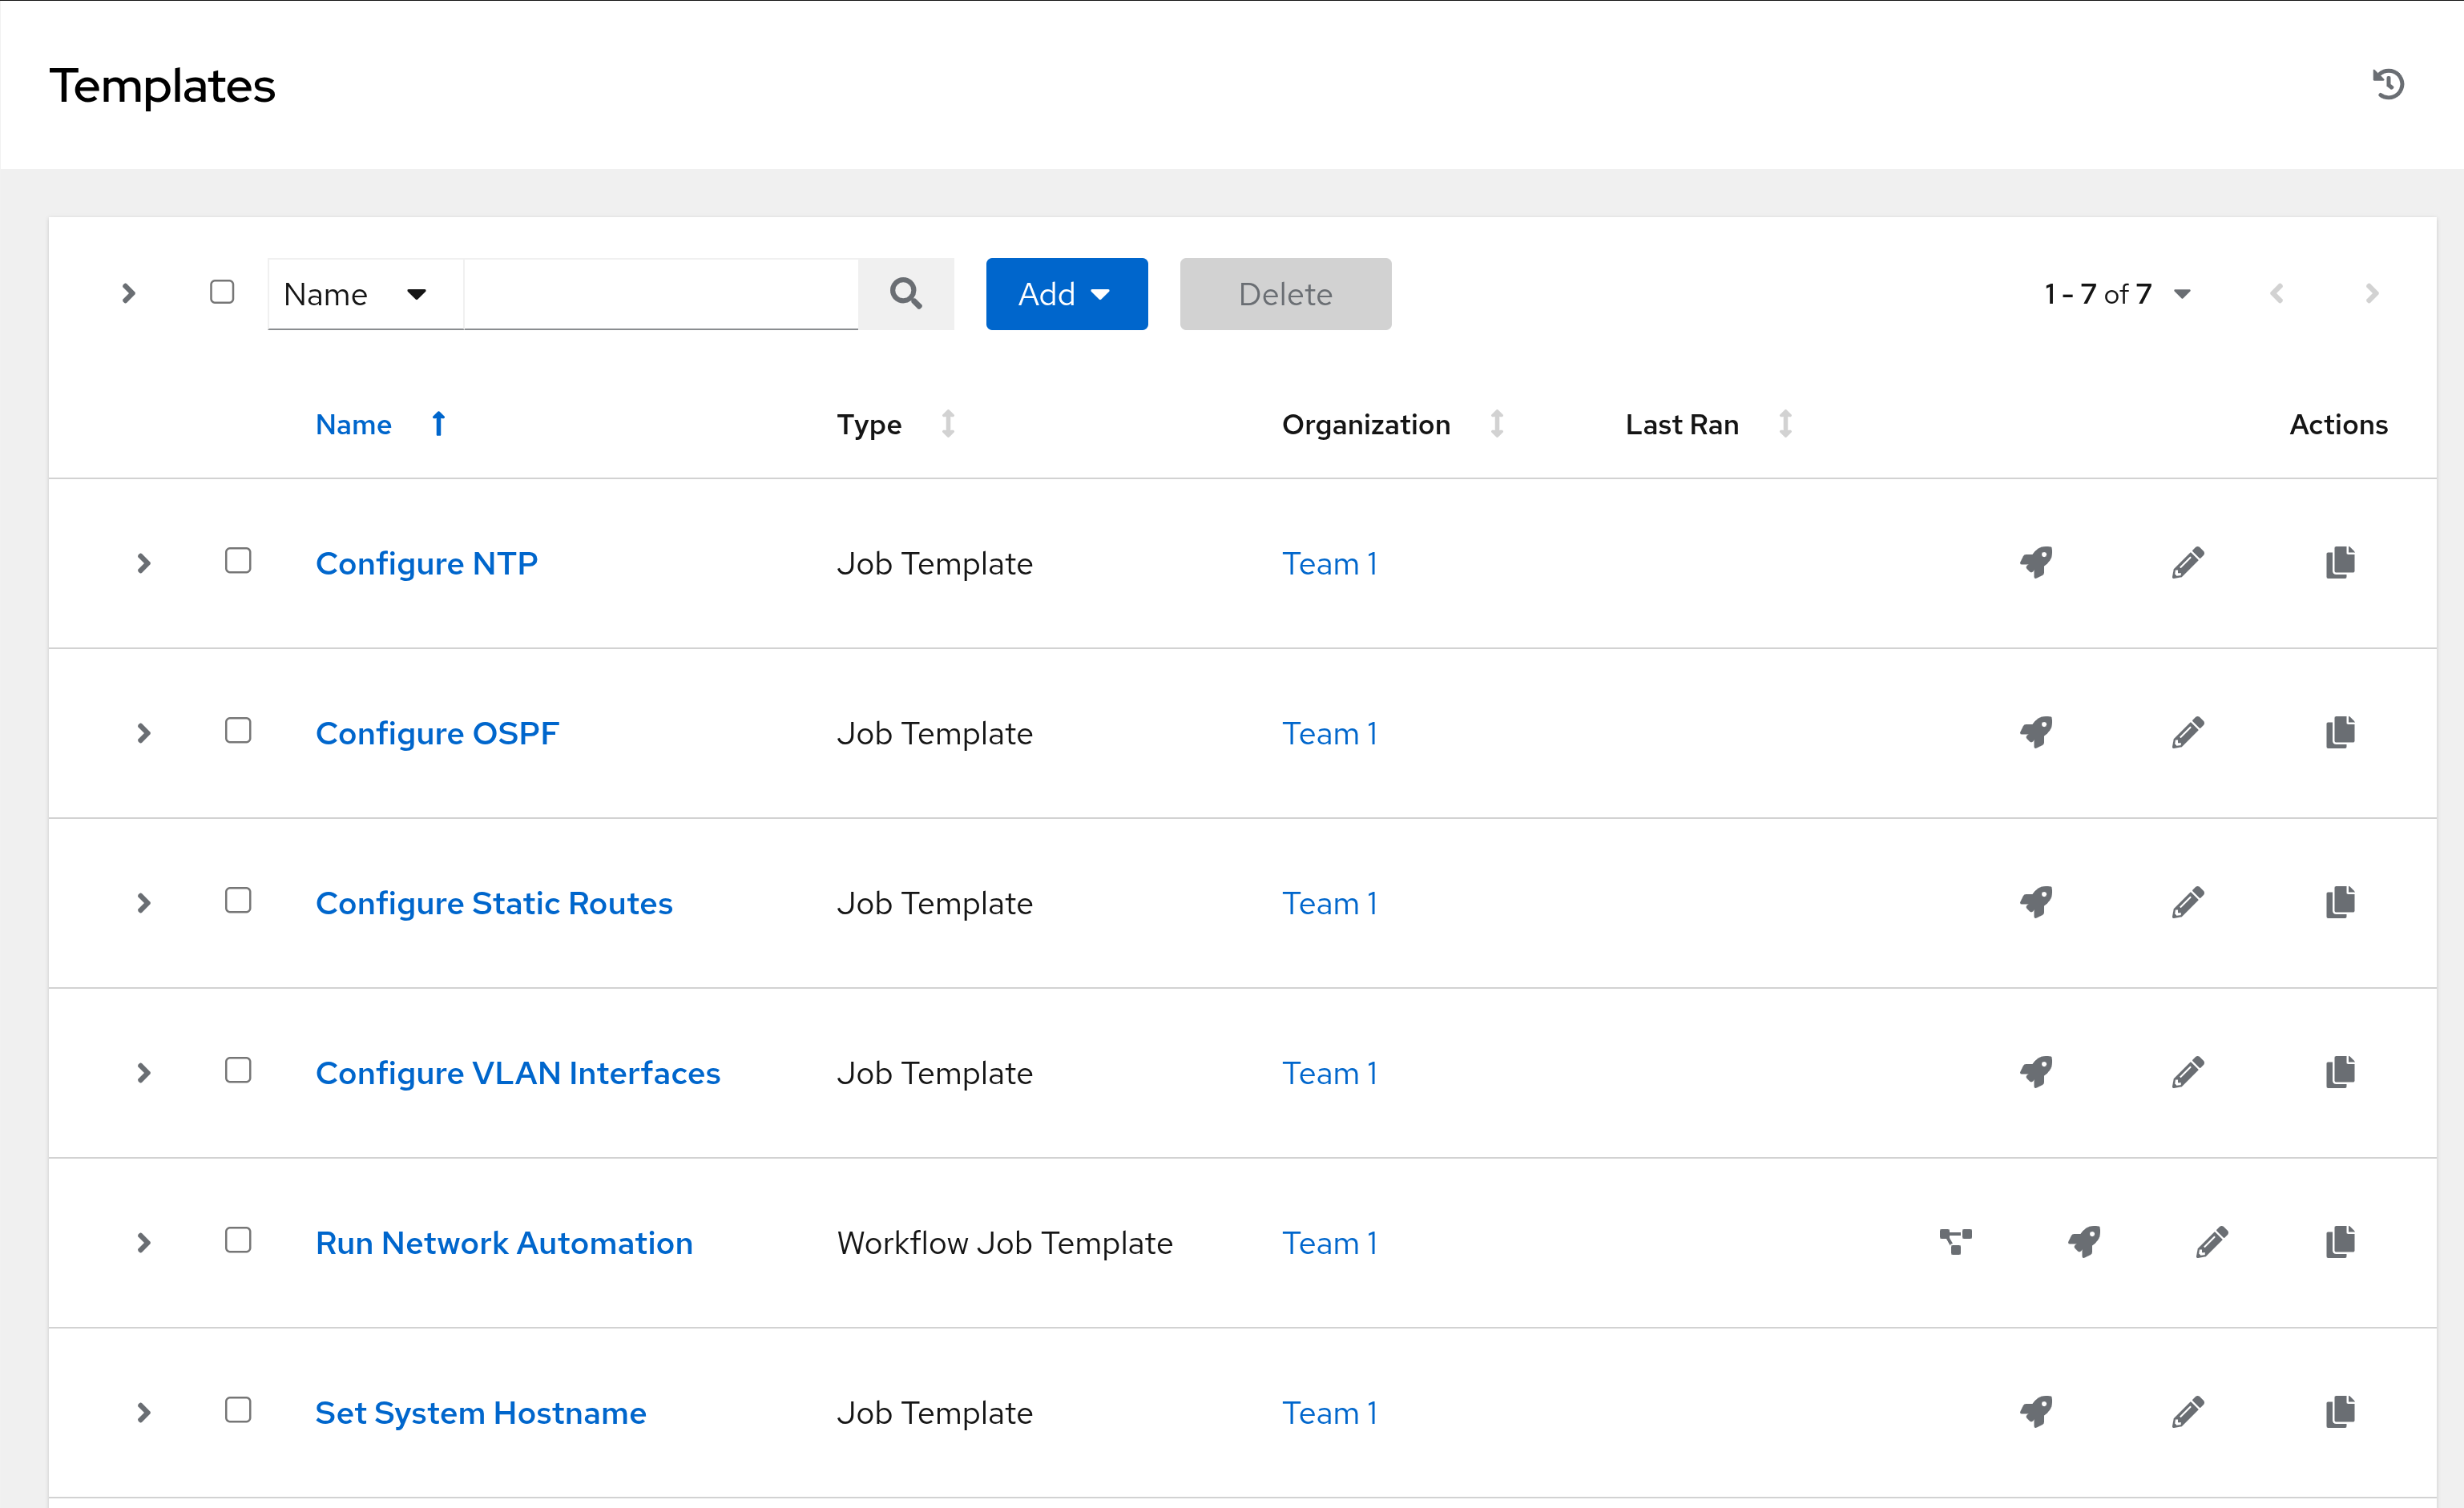 Templates
Name Add Delete 1 - 7 of 7
Name Type Organization Last Ran Actions
Configure NTP Job Template Team 1
Configure OSPF Job Template Team 1
Configure Static Routes Job Template Team 1
Configure VLAN Interfaces Job Template Team 1
Run Network Automation Workflow Job Template Team 1
Set System Hostname Job Template Team 1